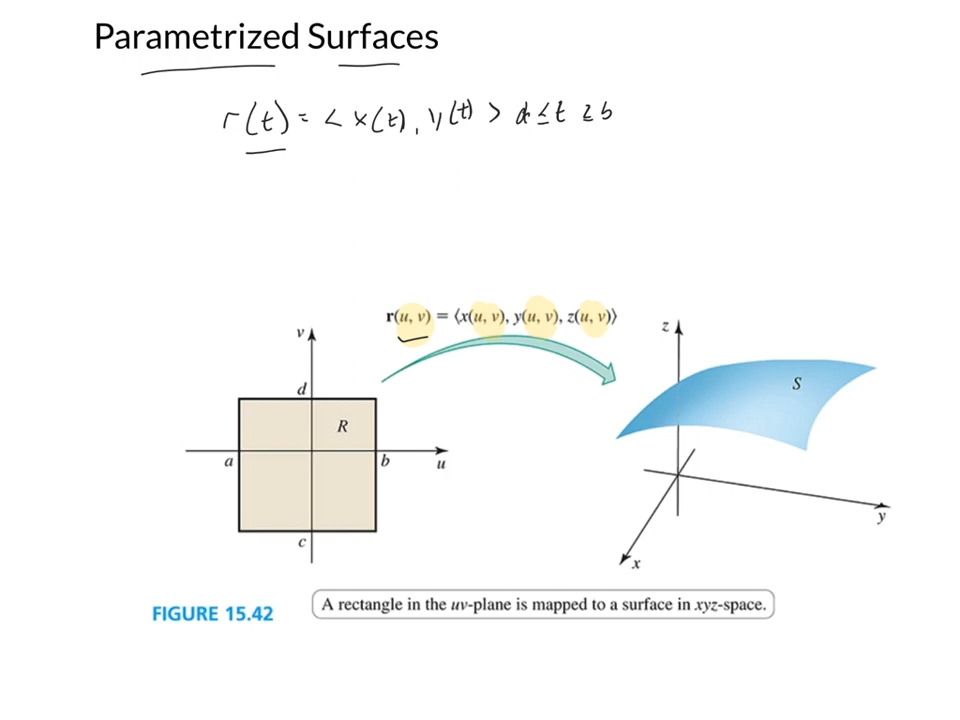 Parametrized Surfaces
r(t) = < x(t), y(t) > a ≤ t ≥ b
r(u, v) = ⟨x(u, v), y(u, v), z(u, v)⟩
v
z
d
S
R
a
b
u
c
y
x
A rectangle in the uv-plane is mapped to a surface in xyz-space.
FIGURE 15.42